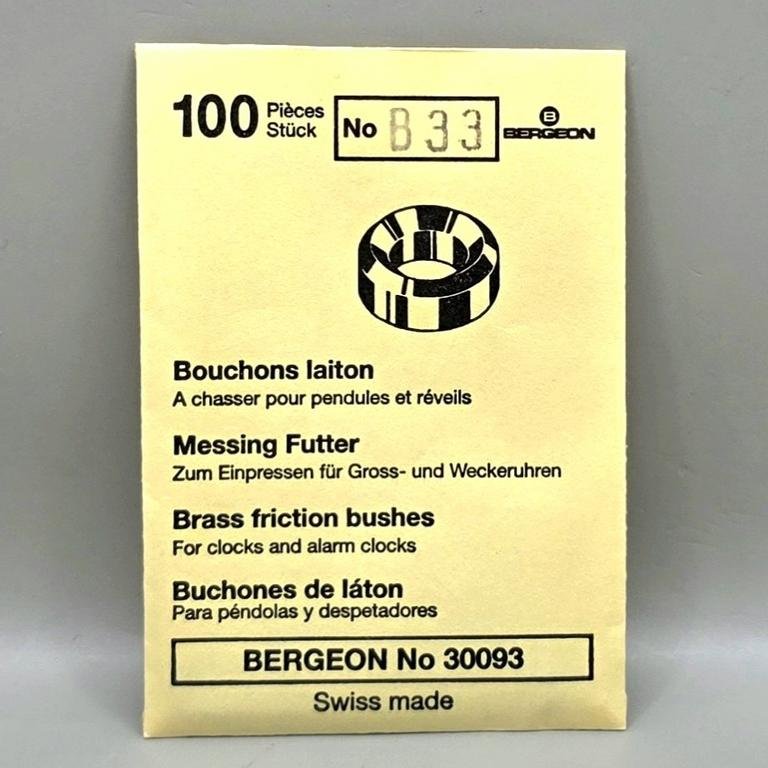 100 Pièces
Stück
No B33
B
BERGEON
Bouchons laiton
A chasser pour pendules et réveils
Messing Futter
Zum Einpressen für Gross- und Weckeruhren
Brass friction bushes
For clocks and alarm clocks
Buchones de láton
Para péndolas y despetadores
BERGEON No 30093
Swiss made